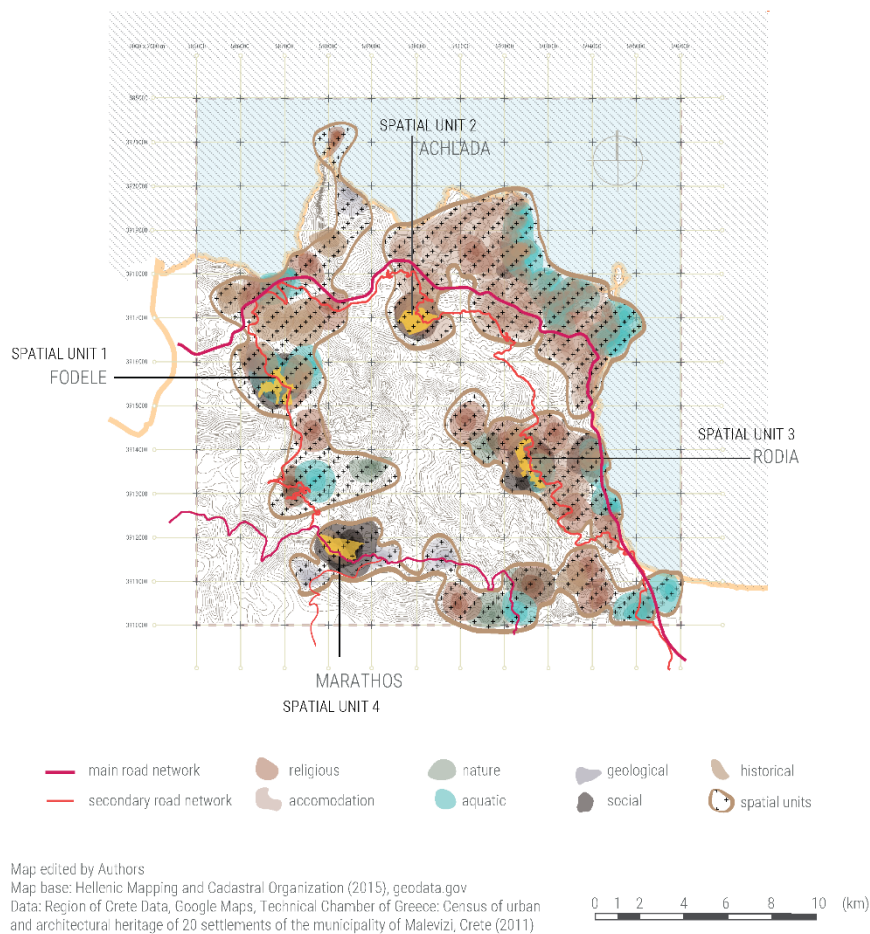 SPATIAL UNIT 2
ACHLADA
SPATIAL UNIT 1
FODELE
SPATIAL UNIT 3
RODIA
MARATHOS
SPATIAL UNIT 4
main road network
religious
nature
geological
historical
secondary road network
accomodation
aquatic
social
spatial units
Map edited by Authors
Map base: Hellenic Mapping and Cadastral Organization (2015), geodata.gov
Data: Region of Crete Data, Google Maps, Technical Chamber of Greece: Census of urban
and architectural heritage of 20 settlements of the municipality of Malevizi, Crete (2011)
0 1 2 4 6 8 10 (km)